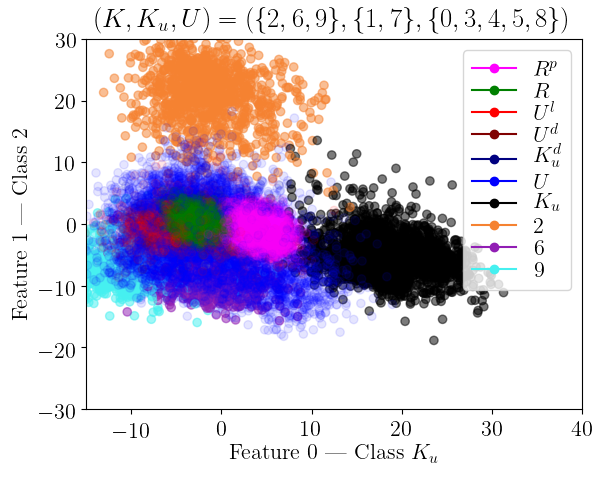 (K, K_u, U) = ({2, 6, 9}, {1, 7}, {0, 3, 4, 5, 8})
30
20
10
0
−10
−20
−30
Feature 1 — Class 2
R^p
R
U^l
U^d
K_u^d
U
K_u
2
6
9
−10
0
10
20
30
40
Feature 0 — Class K_u